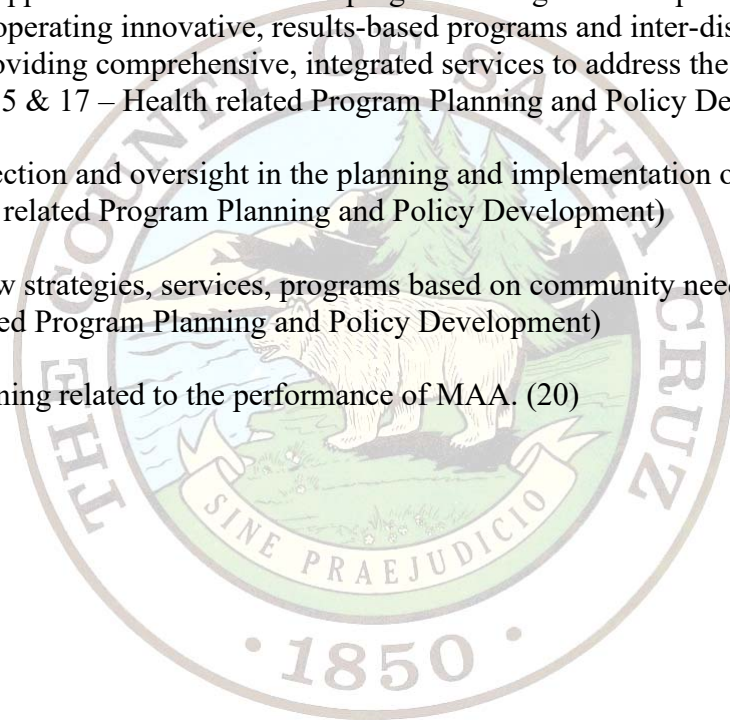 operating innovative, results-based programs and inter-dis
oviding comprehensive, integrated services to address the
5 & 17 – Health related Program Planning and Policy De
ection and oversight in the planning and implementation o
related Program Planning and Policy Development)
w strategies, services, programs based on community need
ed Program Planning and Policy Development)
ning related to the performance of MAA. (20)
THE COUNTY OF SANTA CRUZ
SINE PRAEJUDICIO
• 1850 •